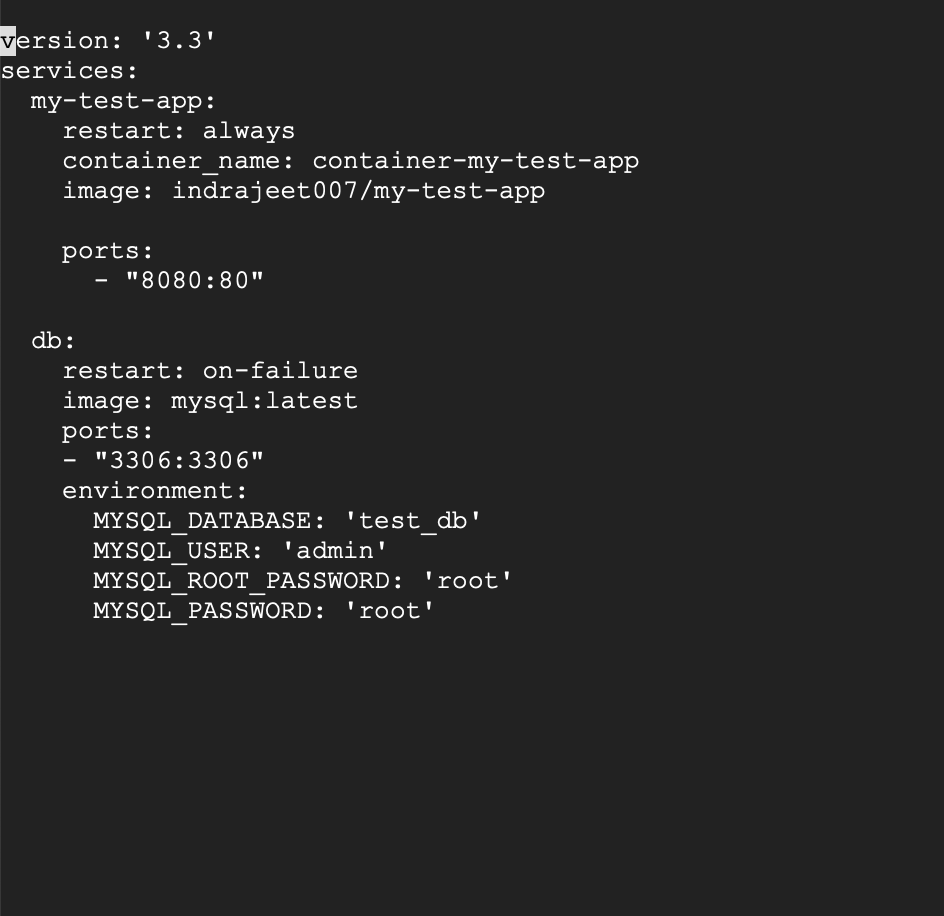 version: '3.3'
services:
  my-test-app:
    restart: always
    container_name: container-my-test-app
    image: indrajeet007/my-test-app

    ports:
      - "8080:80"

  db:
    restart: on-failure
    image: mysql:latest
    ports:
    - "3306:3306"
    environment:
      MYSQL_DATABASE: 'test_db'
      MYSQL_USER: 'admin'
      MYSQL_ROOT_PASSWORD: 'root'
      MYSQL_PASSWORD: 'root'